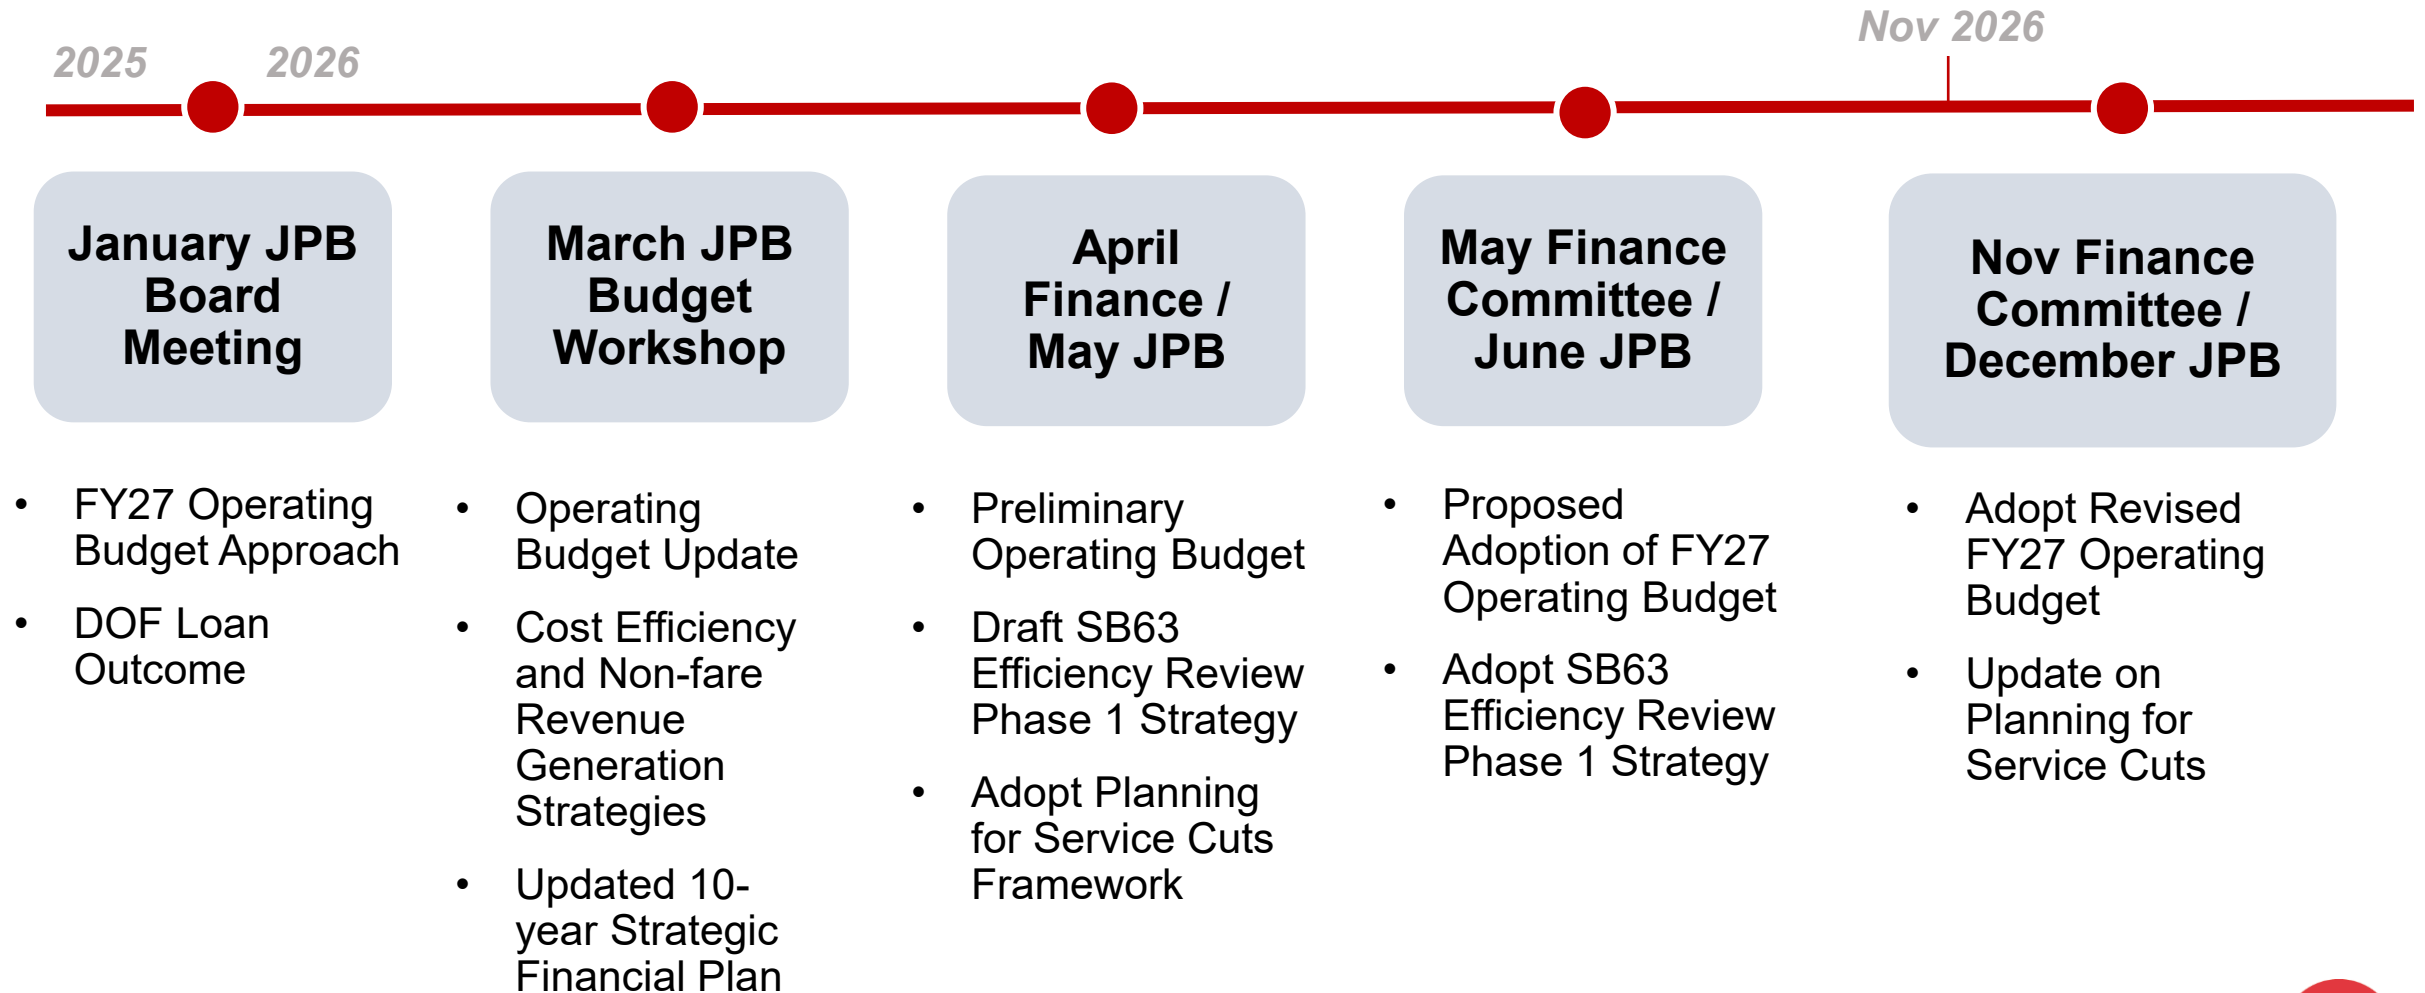 2025
2026
Nov 2026
January JPB
Board
Meeting
• FY27 Operating
Budget Approach
• DOF Loan
Outcome
March JPB
Budget
Workshop
• Operating
Budget Update
• Cost Efficiency
and Non-fare
Revenue
Generation
Strategies
• Updated 10-
year Strategic
Financial Plan
April
Finance /
May JPB
• Preliminary
Operating Budget
• Draft SB63
Efficiency Review
Phase 1 Strategy
• Adopt Planning
for Service Cuts
Framework
May Finance
Committee /
June JPB
• Proposed
Adoption of FY27
Operating Budget
• Adopt SB63
Efficiency Review
Phase 1 Strategy
Nov Finance
Committee /
December JPB
• Adopt Revised
FY27 Operating
Budget
• Update on
Planning for
Service Cuts